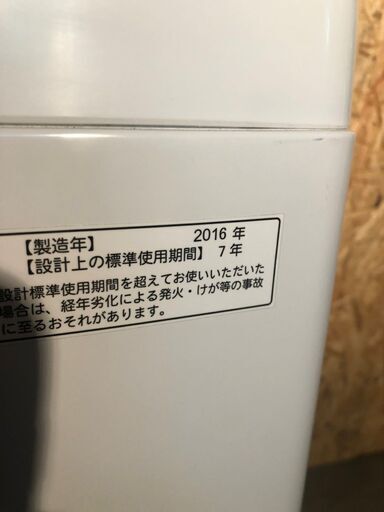 【製造年】 2016 年
【設計上の標準使用期間】 7 年
設計標準使用期間を超えてお使いいただいた
場合は、経年劣化による発火・けが等の事故
に至るおそれがあります。